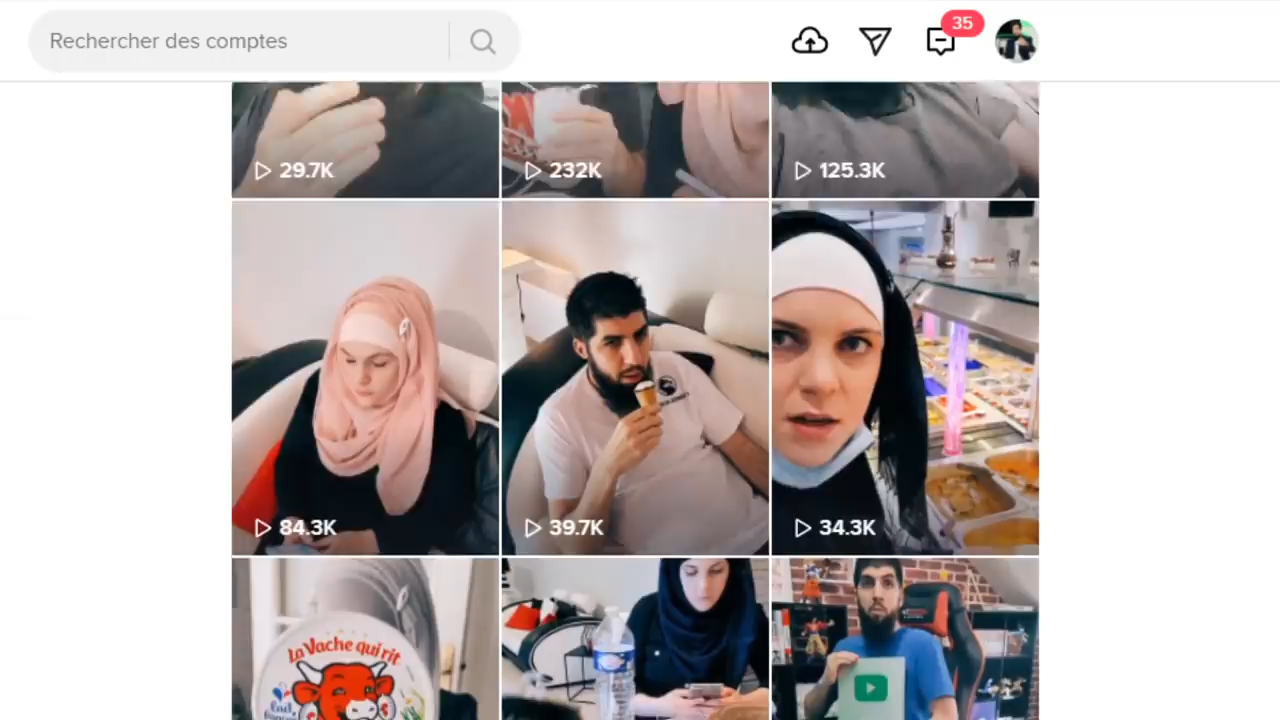 Rechercher des comptes
35
29.7K
232K
125.3K
84.3K
39.7K
34.3K
La Vache qui rit